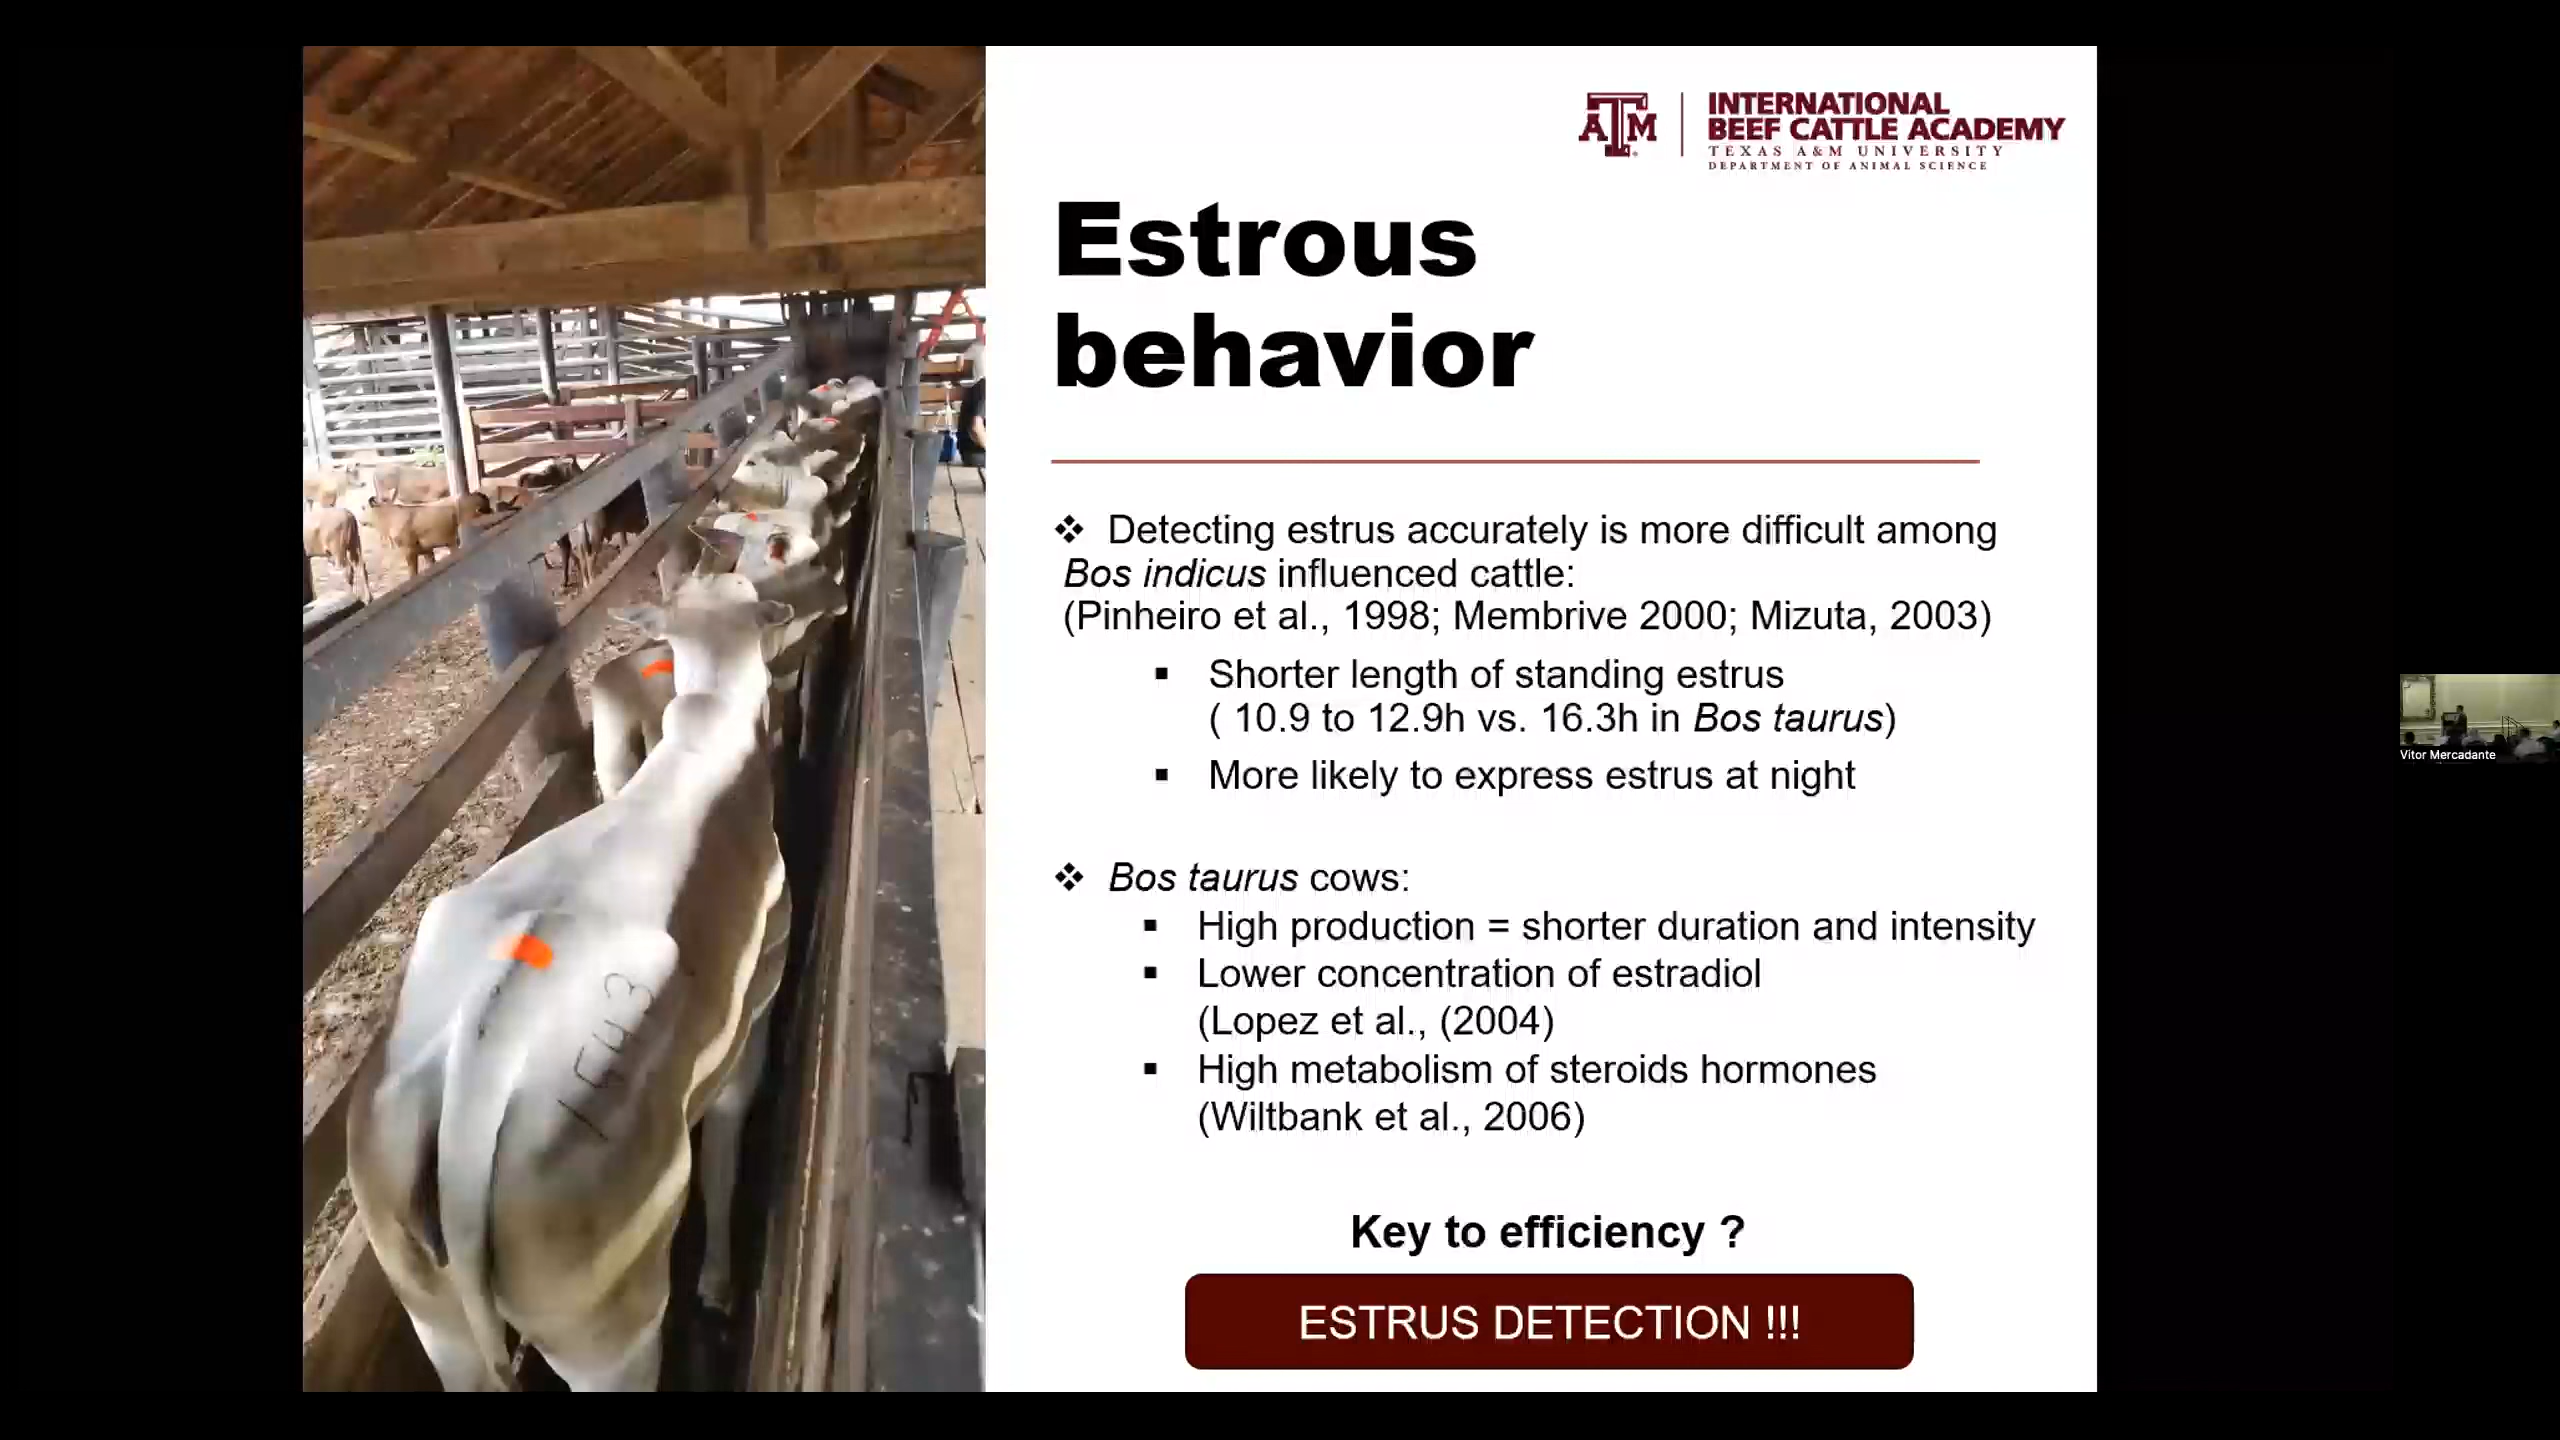 ATM
INTERNATIONAL
BEEF CATTLE ACADEMY
TEXAS A&M UNIVERSITY
DEPARTMENT OF ANIMAL SCIENCE
Estrous
behavior
❖ Detecting estrus accurately is more difficult among
Bos indicus influenced cattle:
(Pinheiro et al., 1998; Membrive 2000; Mizuta, 2003)
▪ Shorter length of standing estrus
( 10.9 to 12.9h vs. 16.3h in Bos taurus)
▪ More likely to express estrus at night
❖ Bos taurus cows:
▪ High production = shorter duration and intensity
▪ Lower concentration of estradiol
(Lopez et al., (2004)
▪ High metabolism of steroids hormones
(Wiltbank et al., 2006)
Key to efficiency ?
ESTRUS DETECTION !!!
1543
Vitor Mercadante